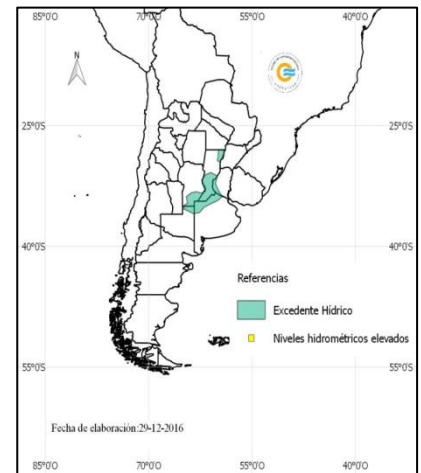 85°0'S 70°0'S 55°0'S 40°0'S
N
25°0'S 25°0'S
40°0'S 40°0'S
Referencias
Excedente Hídrico
Niveles hidrométricos elevados
55°0'S 55°0'S
Fecha de elaboración:29-12-2016
85°0'S 70°0'S 55°0'S 40°0'S